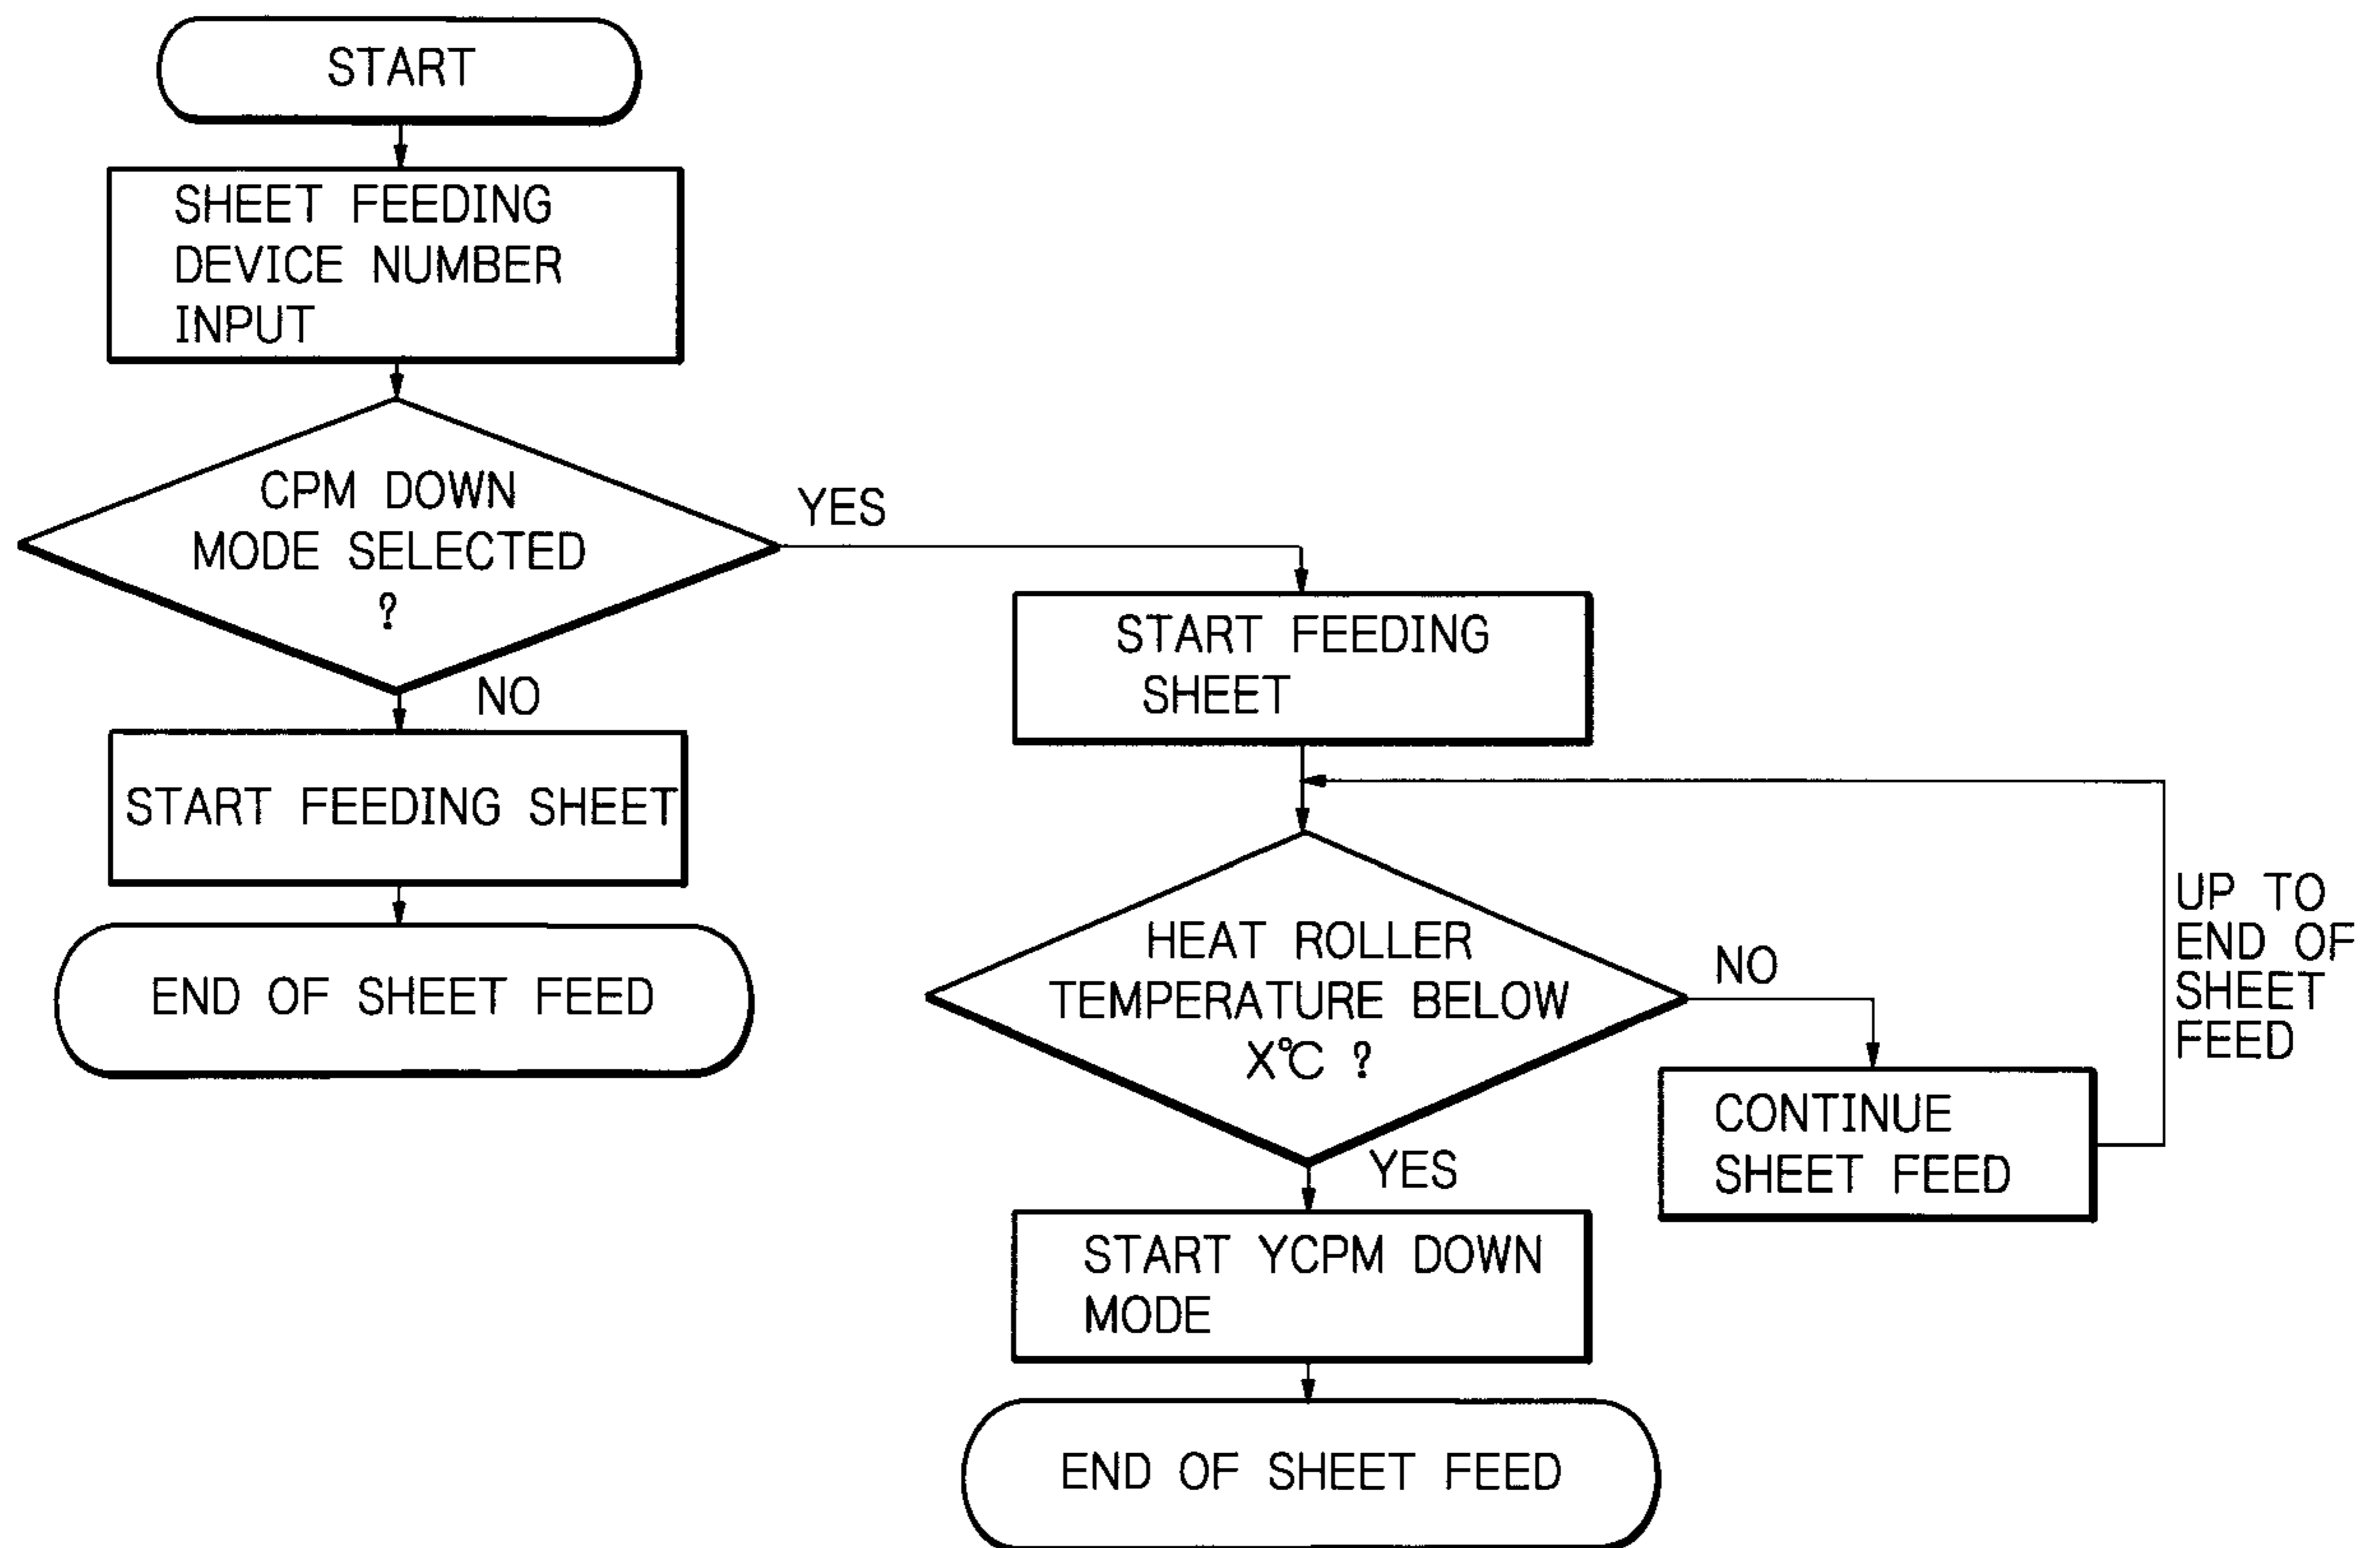 START
SHEET FEEDING
DEVICE NUMBER
INPUT
CPM DOWN
MODE SELECTED
?
YES
NO
START FEEDING SHEET
END OF SHEET FEED
START FEEDING
SHEET
HEAT ROLLER
TEMPERATURE BELOW
X℃ ?
NO
CONTINUE
SHEET FEED
UP TO
END OF
SHEET
FEED
YES
START YCPM DOWN
MODE
END OF SHEET FEED